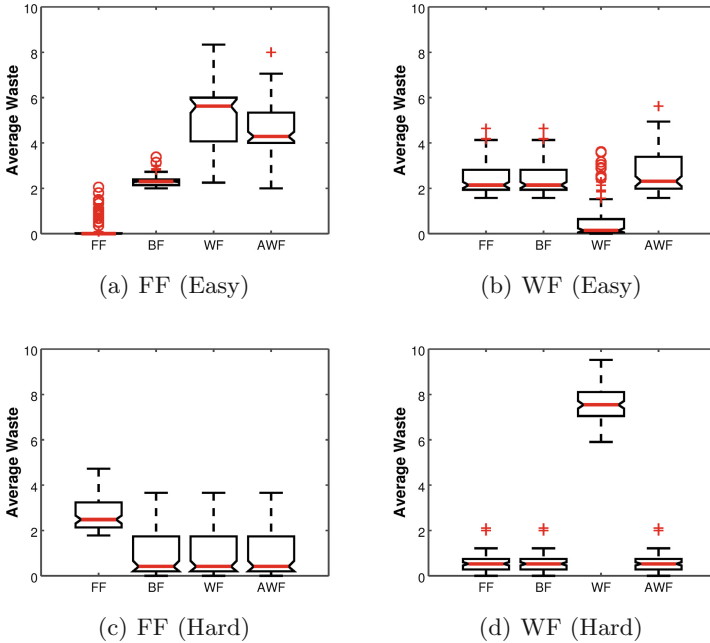 10
8
6
4
2
0
Average Waste
FF BF WF AWF
(a) FF (Easy)
10
8
6
4
2
0
Average Waste
FF BF WF AWF
(b) WF (Easy)
10
8
6
4
2
0
Average Waste
FF BF WF AWF
(c) FF (Hard)
10
8
6
4
2
0
Average Waste
FF BF WF AWF
(d) WF (Hard)